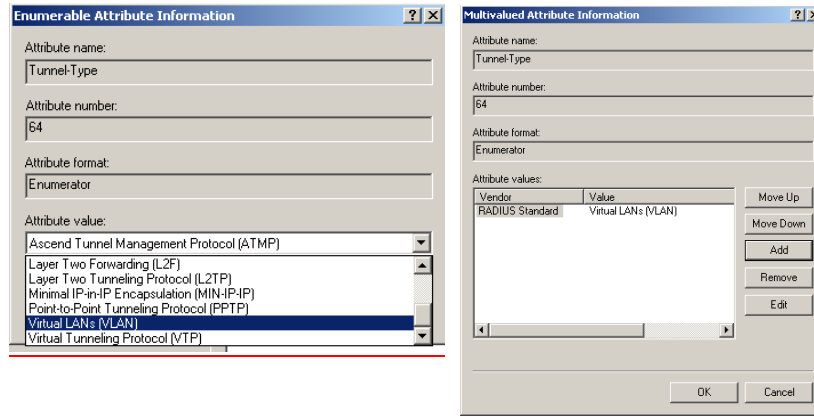 Enumerable Attribute Information
Attribute name:
Tunnel-Type
Attribute number:
64
Attribute format:
Enumerator
Attribute value:
Ascend Tunnel Management Protocol (ATMP)
Layer Two Forwarding (L2F)
Layer Two Tunneling Protocol (L2TP)
Minimal IP-in-IP Encapsulation (MIN-IP-IP)
Point-to-Point Tunneling Protocol (PPTP)
Virtual LANs (VLAN)
Virtual Tunneling Protocol (VTP)
Multivalued Attribute Information
Attribute name:
Tunnel-Type
Attribute number:
64
Attribute format:
Enumerator
Attribute values:
Vendor Value
RADIUS Standard Virtual LANs (VLAN)
Move Up
Move Down
Add
Remove
Edit
OK Cancel